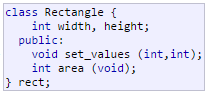 class Rectangle {
    int width, height;
  public:
    void set_values (int,int);
    int area (void);
} rect;